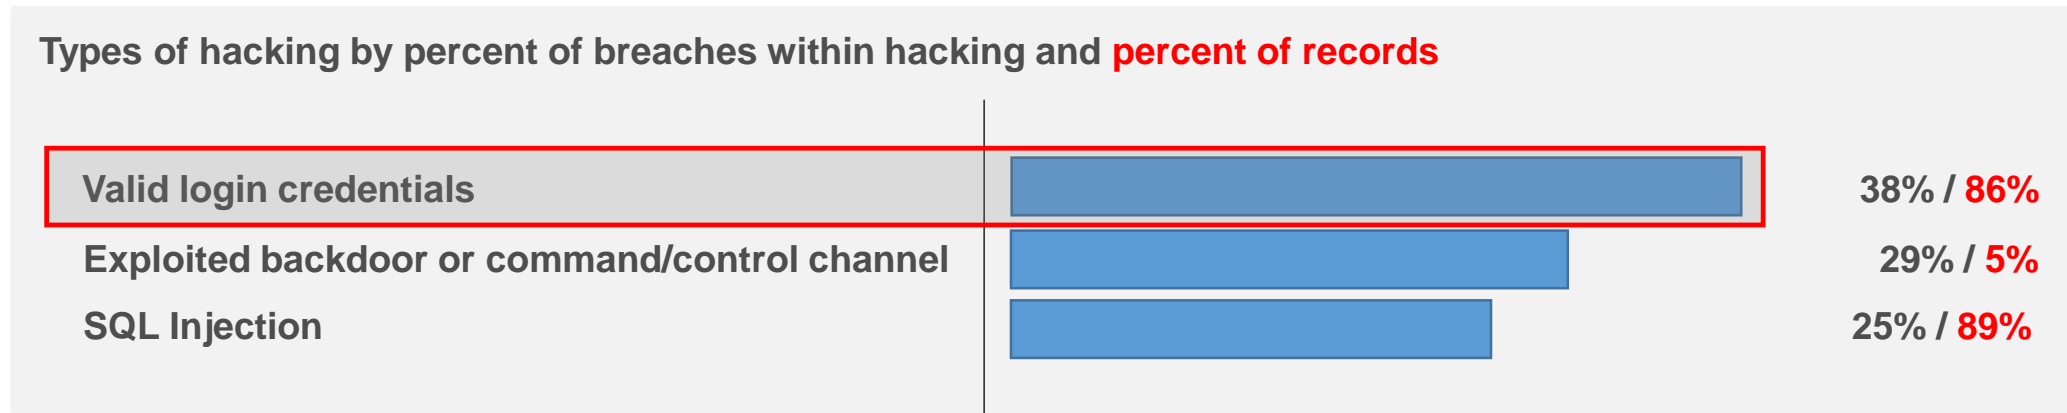 Types of hacking by percent of breaches within hacking and percent of records
Valid login credentials 38% / 86%
Exploited backdoor or command/control channel 29% / 5%
SQL Injection 25% / 89%